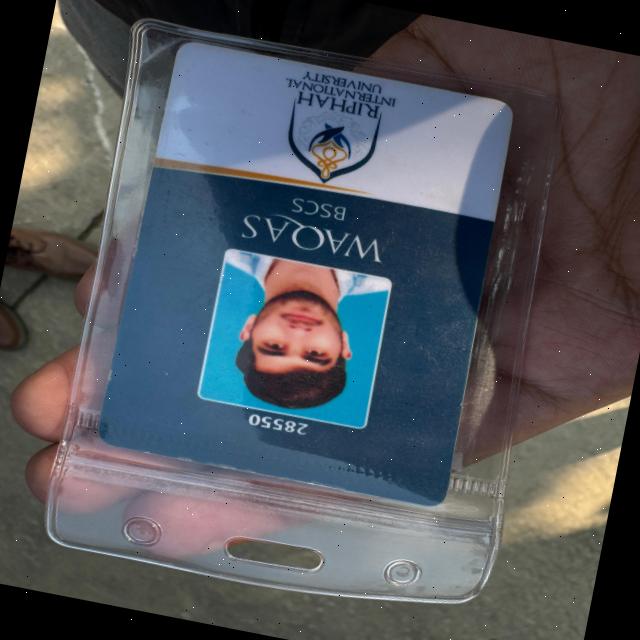 28550
WAQAS
BSCS
RIPHAH
INTERNATIONAL
UNIVERSITY